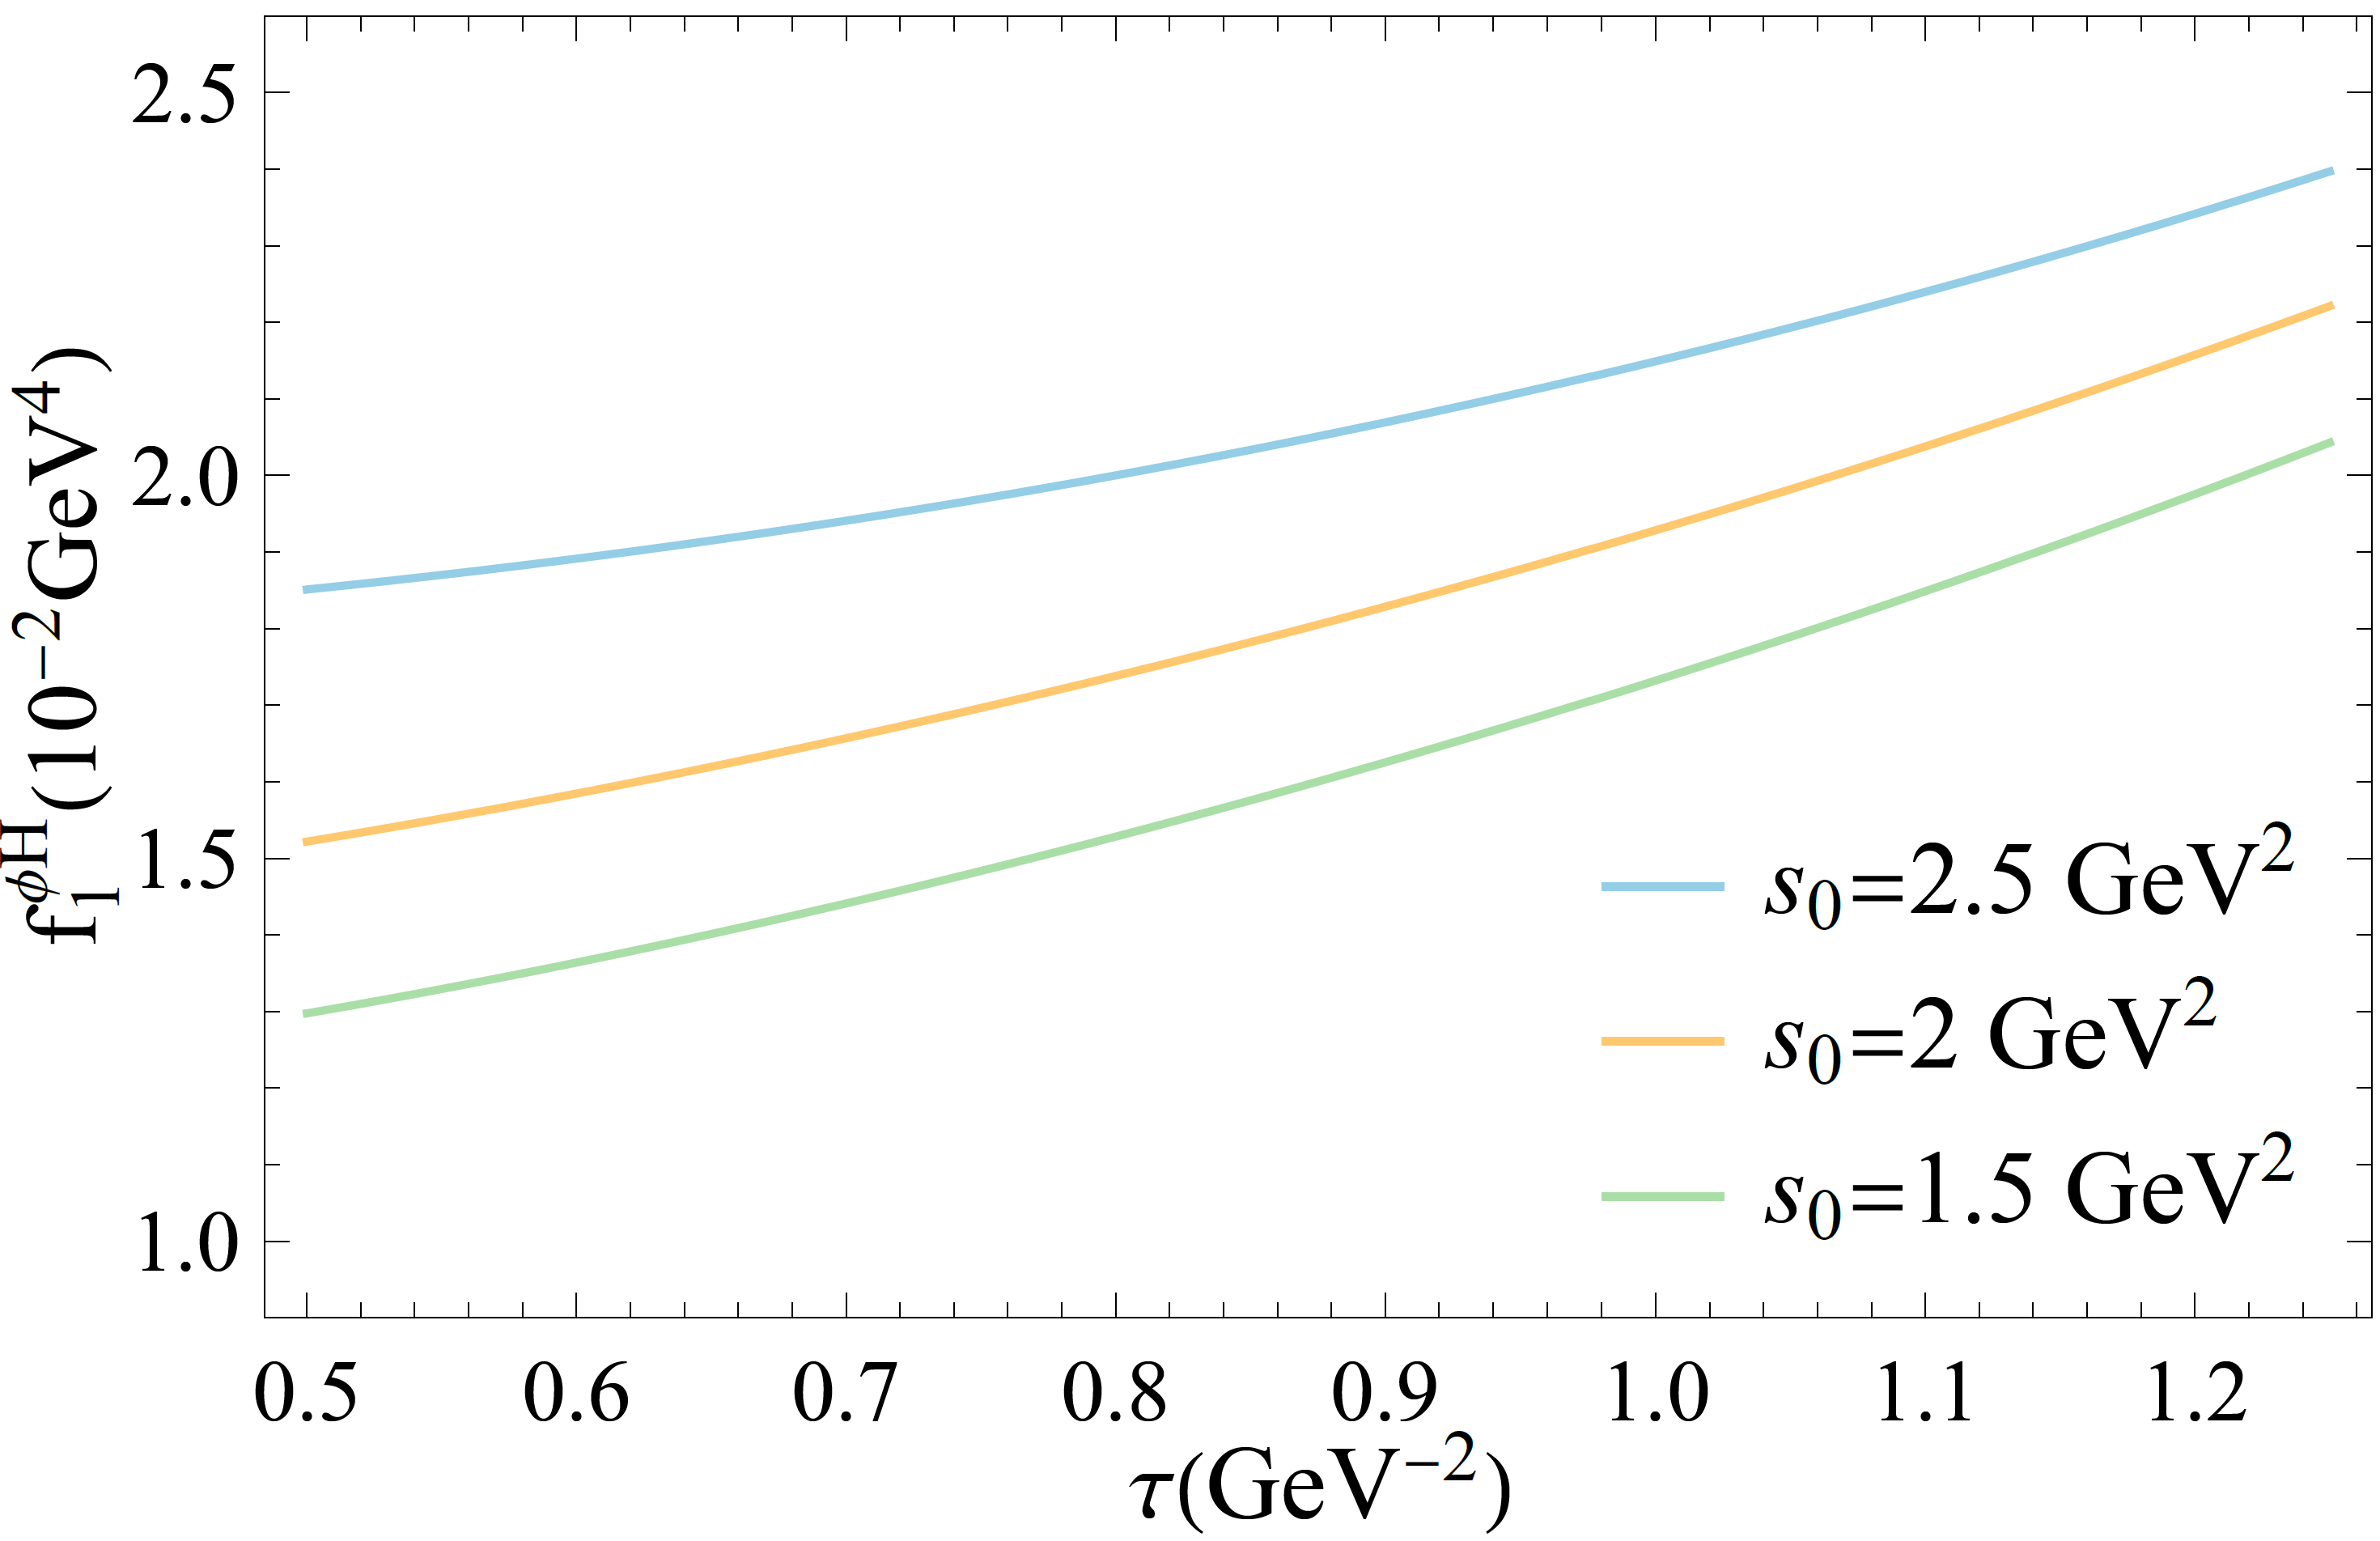 2.5
2.0
1.5
1.0
f₁^ϕH(10⁻²GeV⁴)
s₀=2.5 GeV²
s₀=2 GeV²
s₀=1.5 GeV²
0.5 0.6 0.7 0.8 0.9 1.0 1.1 1.2
τ(GeV⁻²)